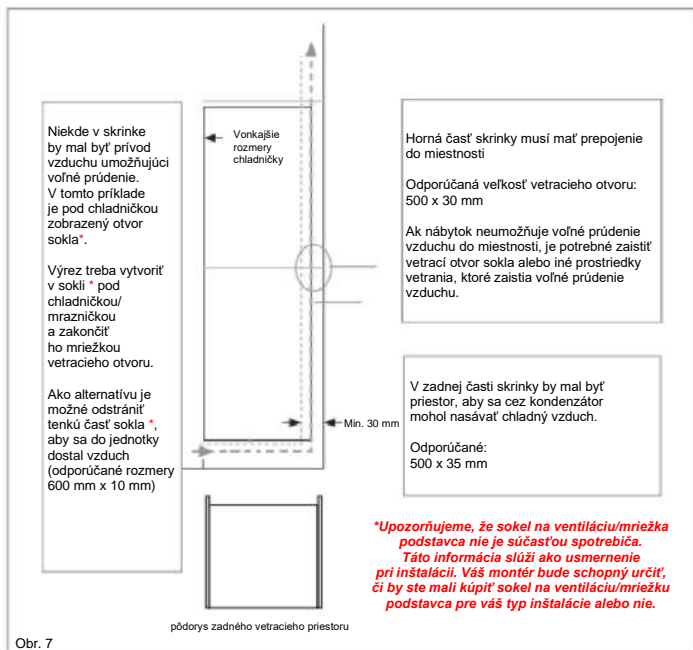 Niekde v skrinke
by mal byť prívod
vzduchu umožňujúci
voľné prúdenie.
V tomto príklade
je pod chladničkou
zobrazený otvor
sokla*.
Výrez treba vytvoriť
v sokli * pod
chladničkou/
mrazničkou
a zakončiť
ho mriežkou
vetracieho otvoru.
Ako alternatívu je
možné odstrániť
tenkú časť sokla *,
aby sa do jednotky
dostal vzduch
(odporúčané rozmery
600 mm x 10 mm)
Vonkajšie
rozmery
chladničky
Min. 30 mm
pôdorys zadného vetracieho priestoru
Horná časť skrinky musí mať prepojenie
do miestnosti
Odporúčaná veľkosť vetracieho otvoru:
500 x 30 mm
Ak nábytok neumožňuje voľné prúdenie
vzduchu do miestnosti, je potrebné zaistiť
vetrací otvor sokla alebo iné prostriedky
vetrania, ktoré zaistia voľné prúdenie
vzduchu.
V zadnej časti skrinky by mal byť
priestor, aby sa cez kondenzátor
mohol nasávať chladný vzduch.
Odporúčané:
500 x 35 mm
*Upozorňujeme, že sokel na ventiláciu/mriežka
podstavca nie je súčasťou spotrebiča.
Táto informácia slúži ako usmernenie
pri inštalácii. Váš montér bude schopný určiť,
či by ste mali kúpiť sokel na ventiláciu/mriežku
podstavca pre váš typ inštalácie alebo nie.
Obr. 7